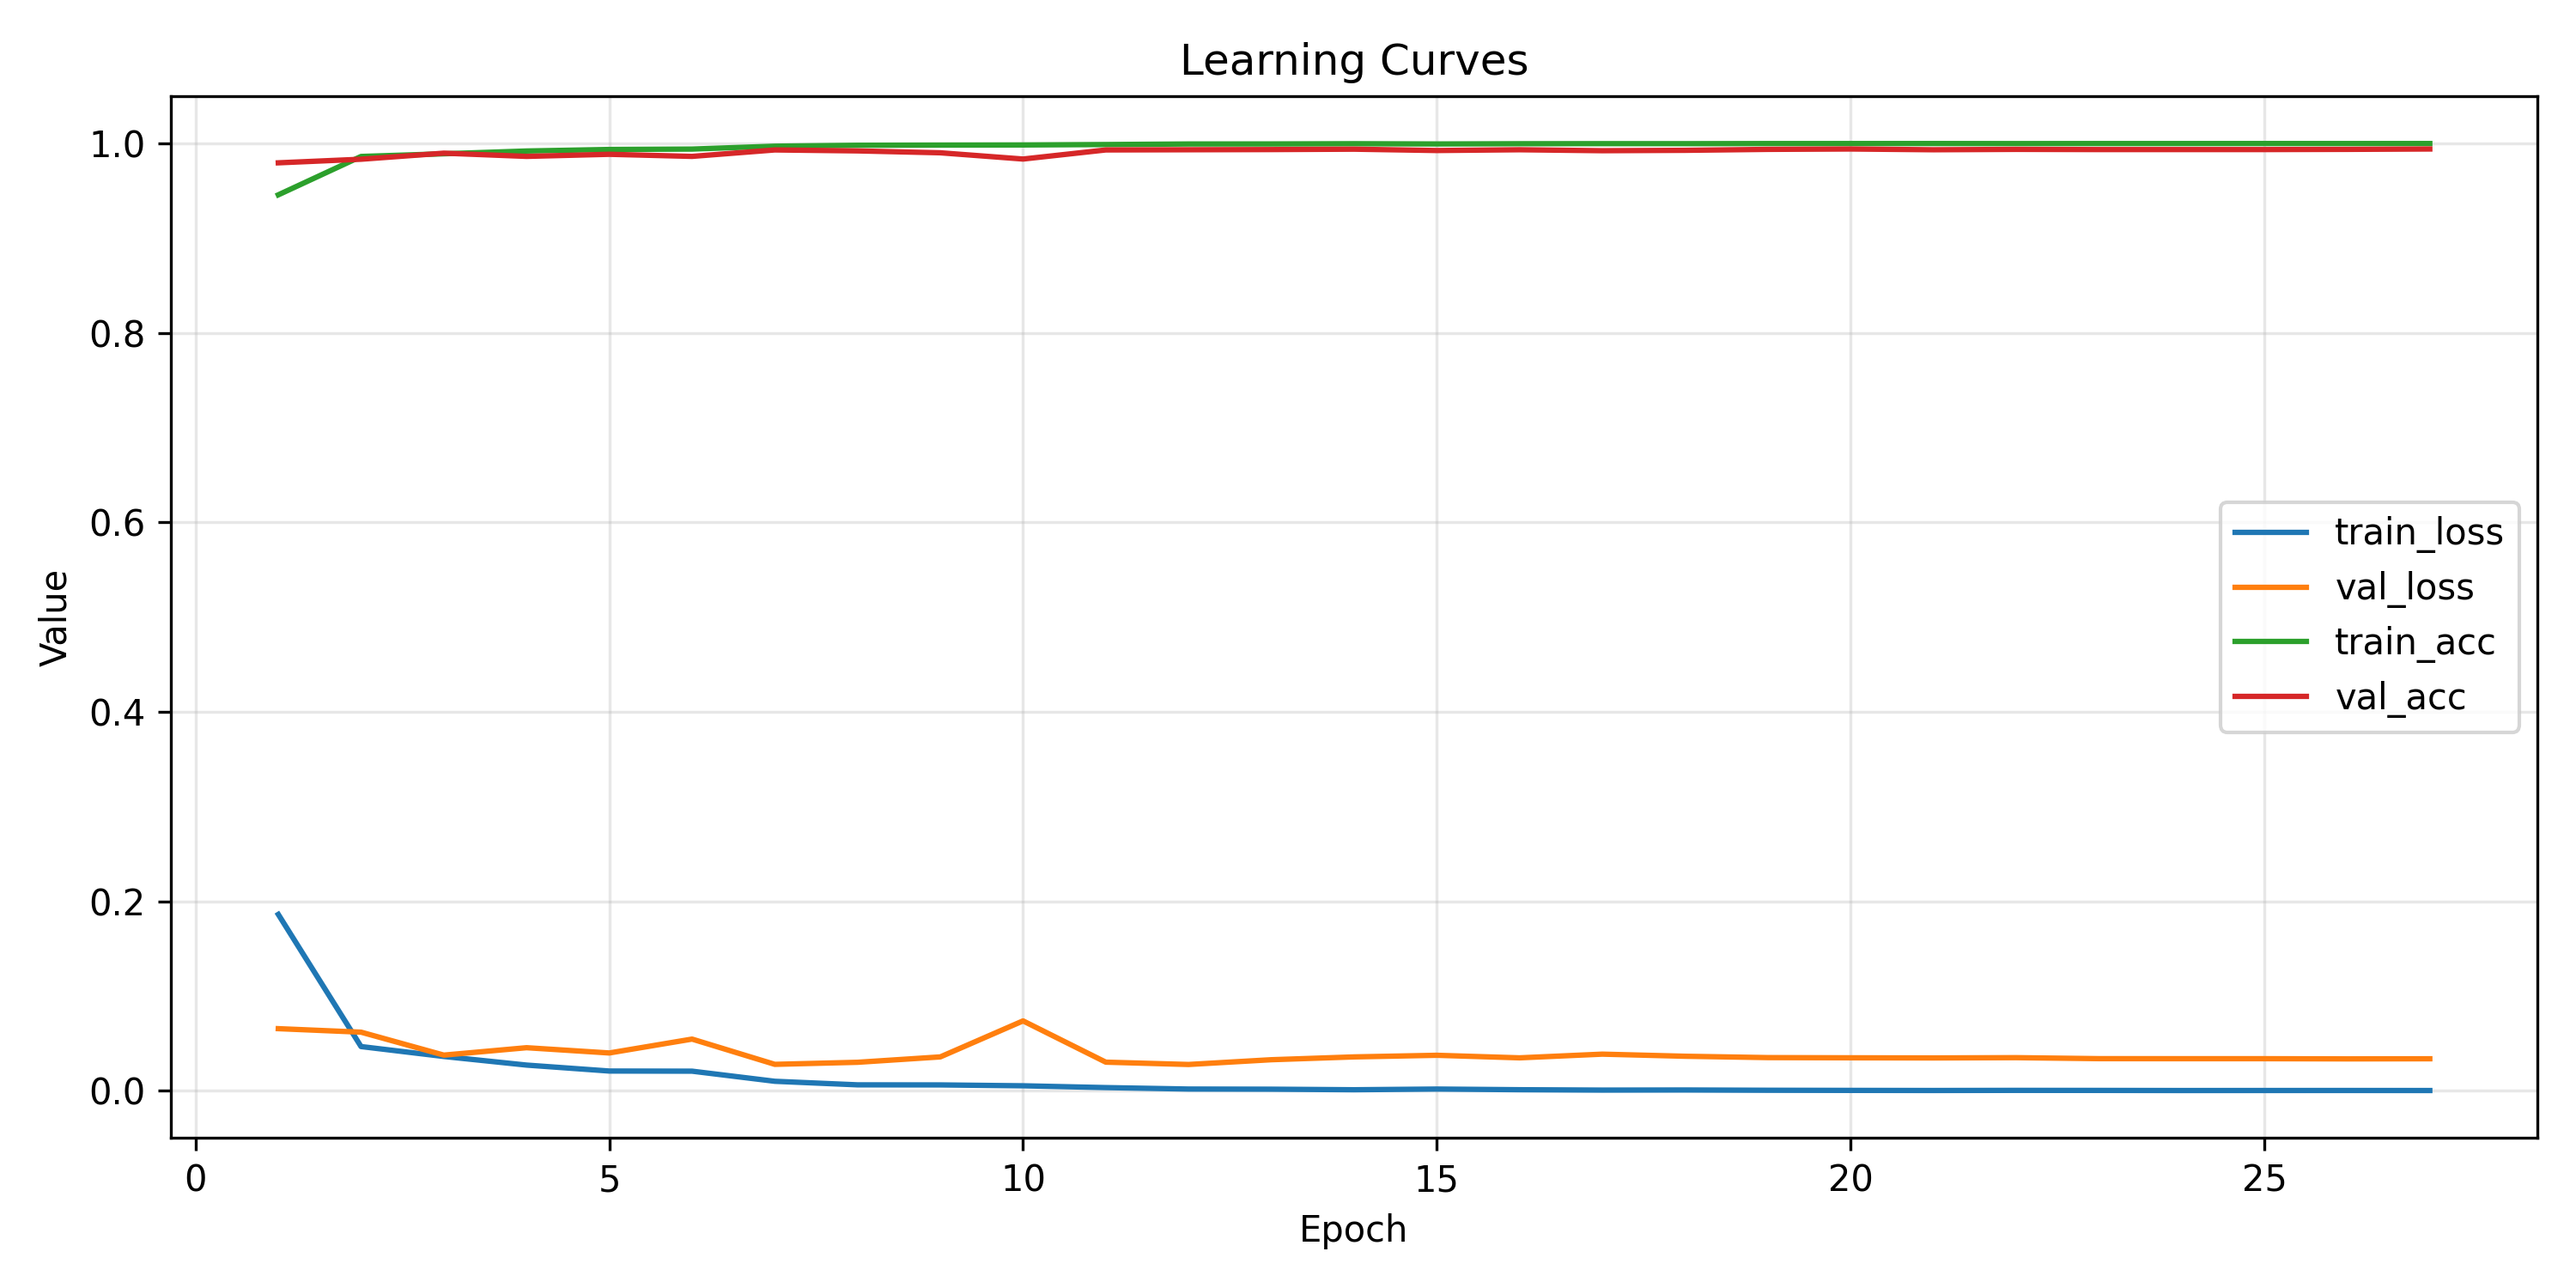 Learning Curves
1.0
0.8
0.6
0.4
0.2
0.0
Value
train_loss
val_loss
train_acc
val_acc
0 5 10 15 20 25
Epoch